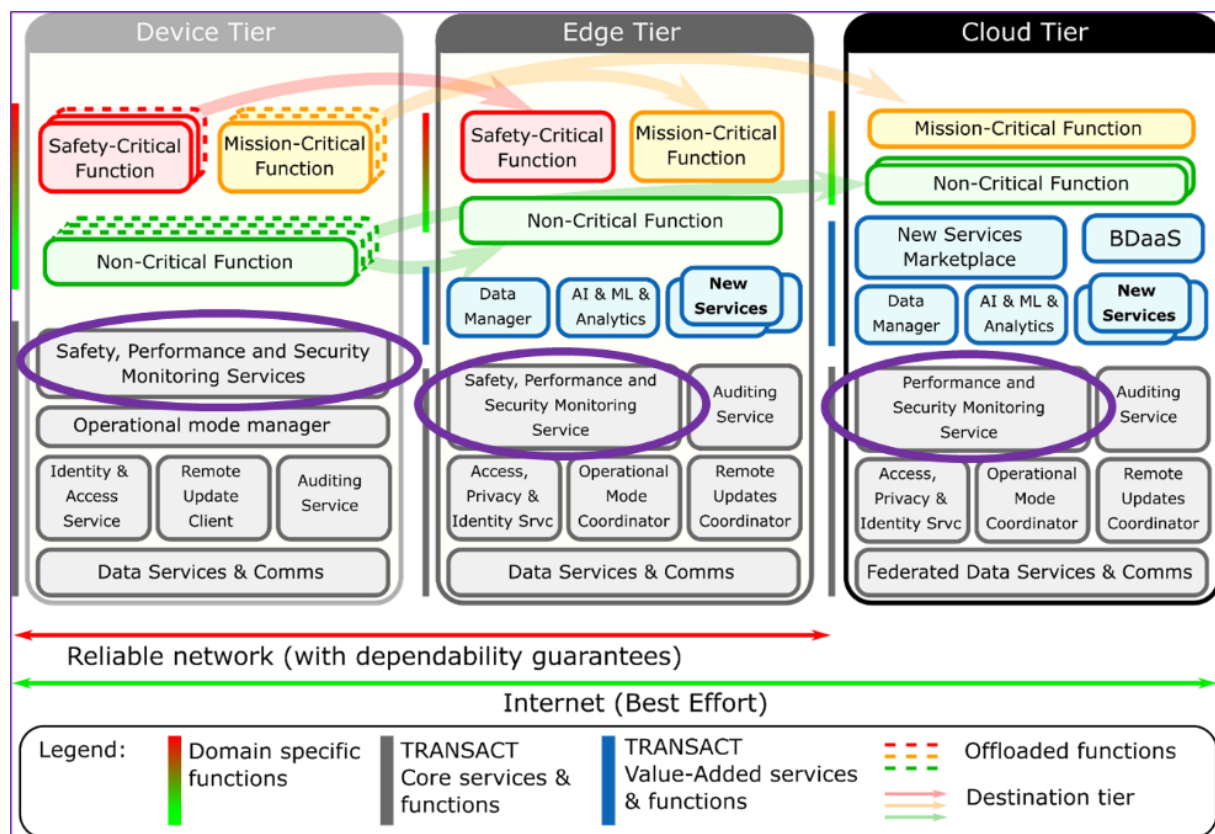 Device Tier
Edge Tier
Cloud Tier
Safety-Critical
Function
Mission-Critical
Function
Non-Critical Function
Safety, Performance and Security
Monitoring Services
Operational mode manager
Identity &
Access
Service
Remote
Update
Client
Auditing
Service
Data Services & Comms
Safety-Critical
Function
Mission-Critical
Function
Non-Critical Function
Data
Manager
AI & ML &
Analytics
New
Services
Safety, Performance and
Security Monitoring
Service
Auditing
Service
Access,
Privacy &
Identity Srvc
Operational
Mode
Coordinator
Remote
Updates
Coordinator
Data Services & Comms
Mission-Critical Function
Non-Critical Function
New Services
Marketplace
BDaaS
Data
Manager
AI & ML &
Analytics
New
Services
Performance and
Security Monitoring
Service
Auditing
Service
Access,
Privacy &
Identity Srvc
Operational
Mode
Coordinator
Remote
Updates
Coordinator
Federated Data Services & Comms
Reliable network (with dependability guarantees)
Internet (Best Effort)
Legend:
Domain specific
functions
TRANSACT
Core services &
functions
TRANSACT
Value-Added services
& functions
Offloaded functions
Destination tier